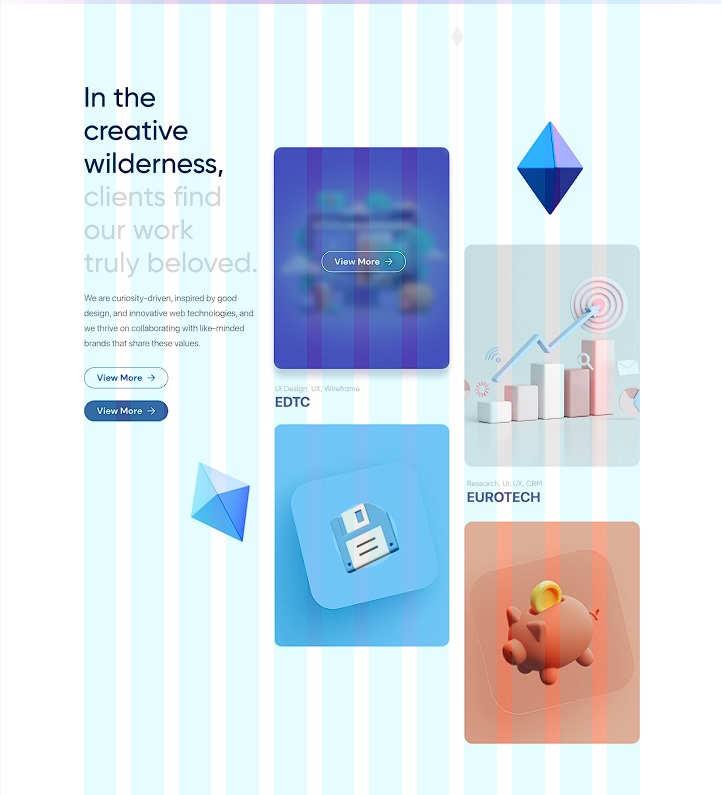 In the
creative
wilderness,
clients find
our work
truly beloved.
We are curiosity-driven, inspired by good
design, and innovative web technologies, and
we thrive on collaborating with like-minded
brands that share these values.
View More
View More
View More
UI Design, UX, Wireframe
EDTC
Research, UI, UX, CRM
EUROTECH